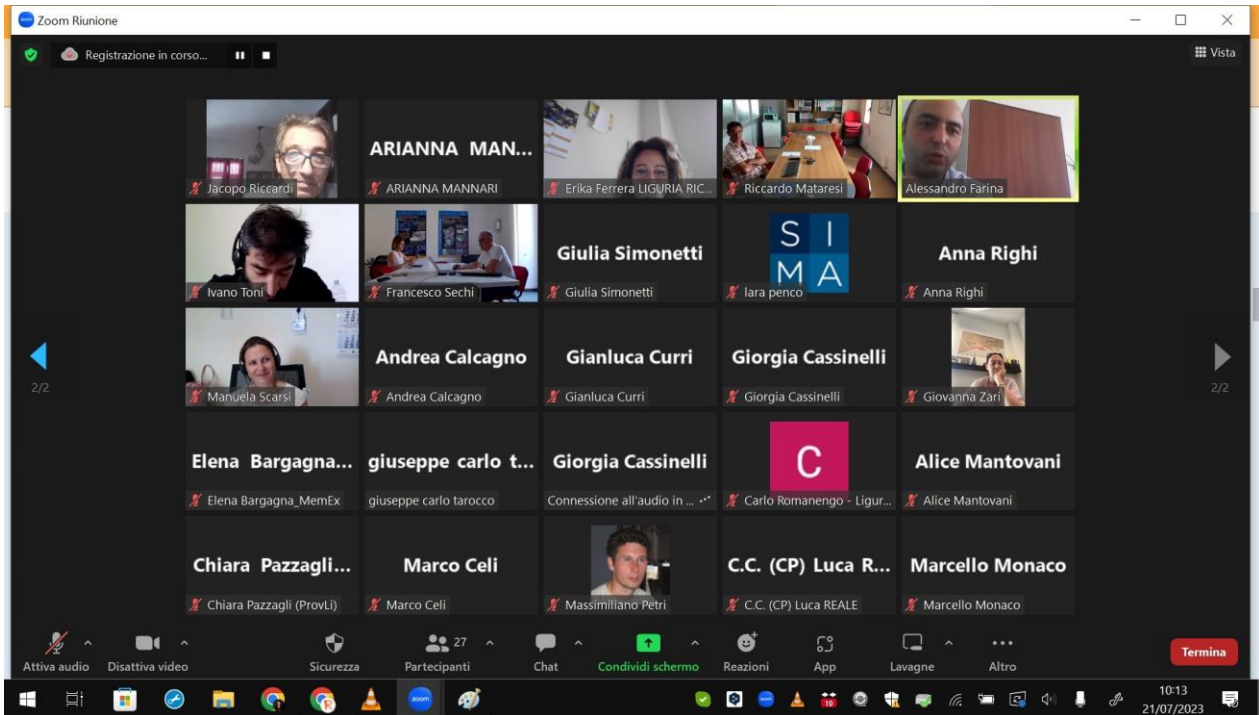 Zoom Riunione
Registrazione in corso...
Vista
Jacopo Riccardi
ARIANNA MAN...
ARIANNA MANNARI
Erika Ferrera LIGURIA RIC...
Riccardo Mataresi
Alessandro Farina
Ivano Toni
Francesco Sechi
Giulia Simonetti
Giulia Simonetti
S I
M A
lara penco
Anna Righi
Anna Righi
2/2
Manuela Scarsi
Andrea Calcagno
Andrea Calcagno
Gianluca Curri
Gianluca Curri
Giorgia Cassinelli
Giorgia Cassinelli
Giovanna Zari
2/2
Elena Bargagna...
Elena Bargagna_MemEx
giuseppe carlo t...
giuseppe carlo tarocco
Giorgia Cassinelli
Connessione all'audio in ...
C
Carlo Romanengo - Ligur...
Alice Mantovani
Alice Mantovani
Chiara Pazzagli...
Chiara Pazzagli (ProvLi)
Marco Celi
Marco Celi
Massimiliano Petri
C.C. (CP) Luca R...
C.C. (CP) Luca REALE
Marcello Monaco
Marcello Monaco
Attiva audio
Disattiva video
Sicurezza
27
Partecipanti
Chat
Condividi schermo
Reazioni
App
Lavagne
Altro
Termina
zoom
10
10:13
21/07/2023